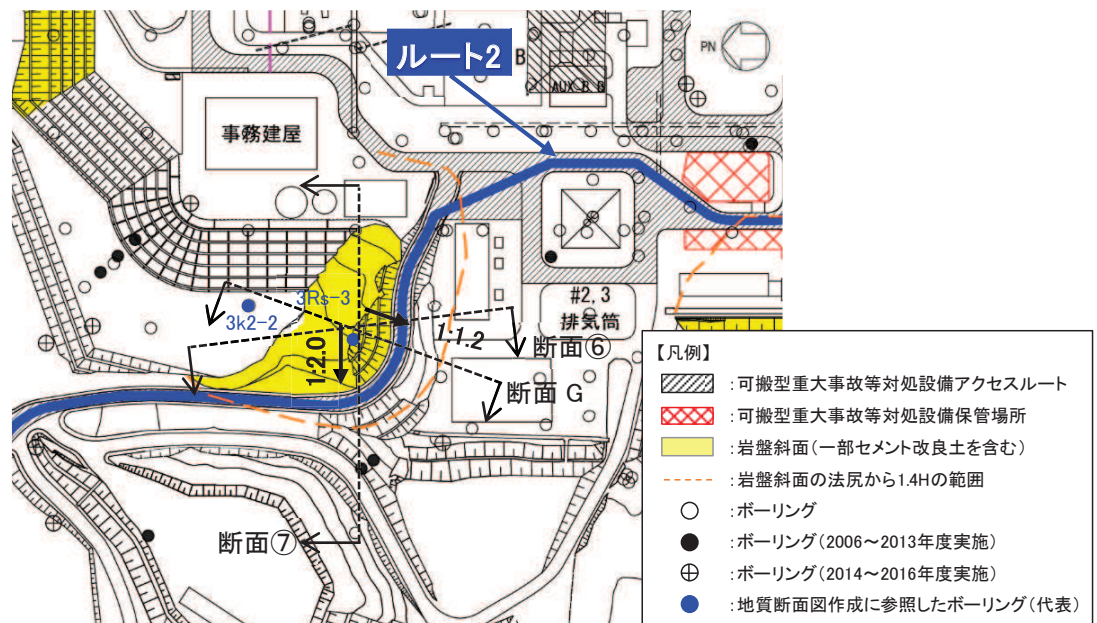 ルート2
B
AUX B B
PN
事務建屋
3Rs-3
3k2-2
1:2.0
1:1.2
#2,3
排気筒
断面⑥
断面 G
断面⑦
【凡例】
:可搬型重大事故等対処設備アクセスルート
:可搬型重大事故等対処設備保管場所
:岩盤斜面(一部セメント改良土を含む)
:岩盤斜面の法尻から1.4Hの範囲
:ボーリング
:ボーリング(2006~2013年度実施)
:ボーリング(2014~2016年度実施)
:地質断面図作成に参照したボーリング(代表)